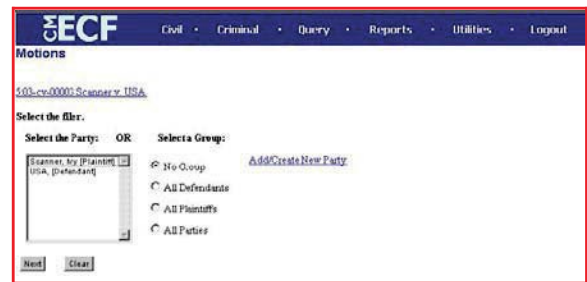 CM ECF Civil · Criminal · Query · Reports · Utilities · Logout
Motions
5:03-cv-00003 Scanner v. USA
Select the filer.
Select the Party: OR Select a Group:
Scanner, Ivy [Plaintiff]
USA, [Defendant]
No Group
Add/Create New Party
All Defendants
All Plaintiffs
All Parties
Next Clear